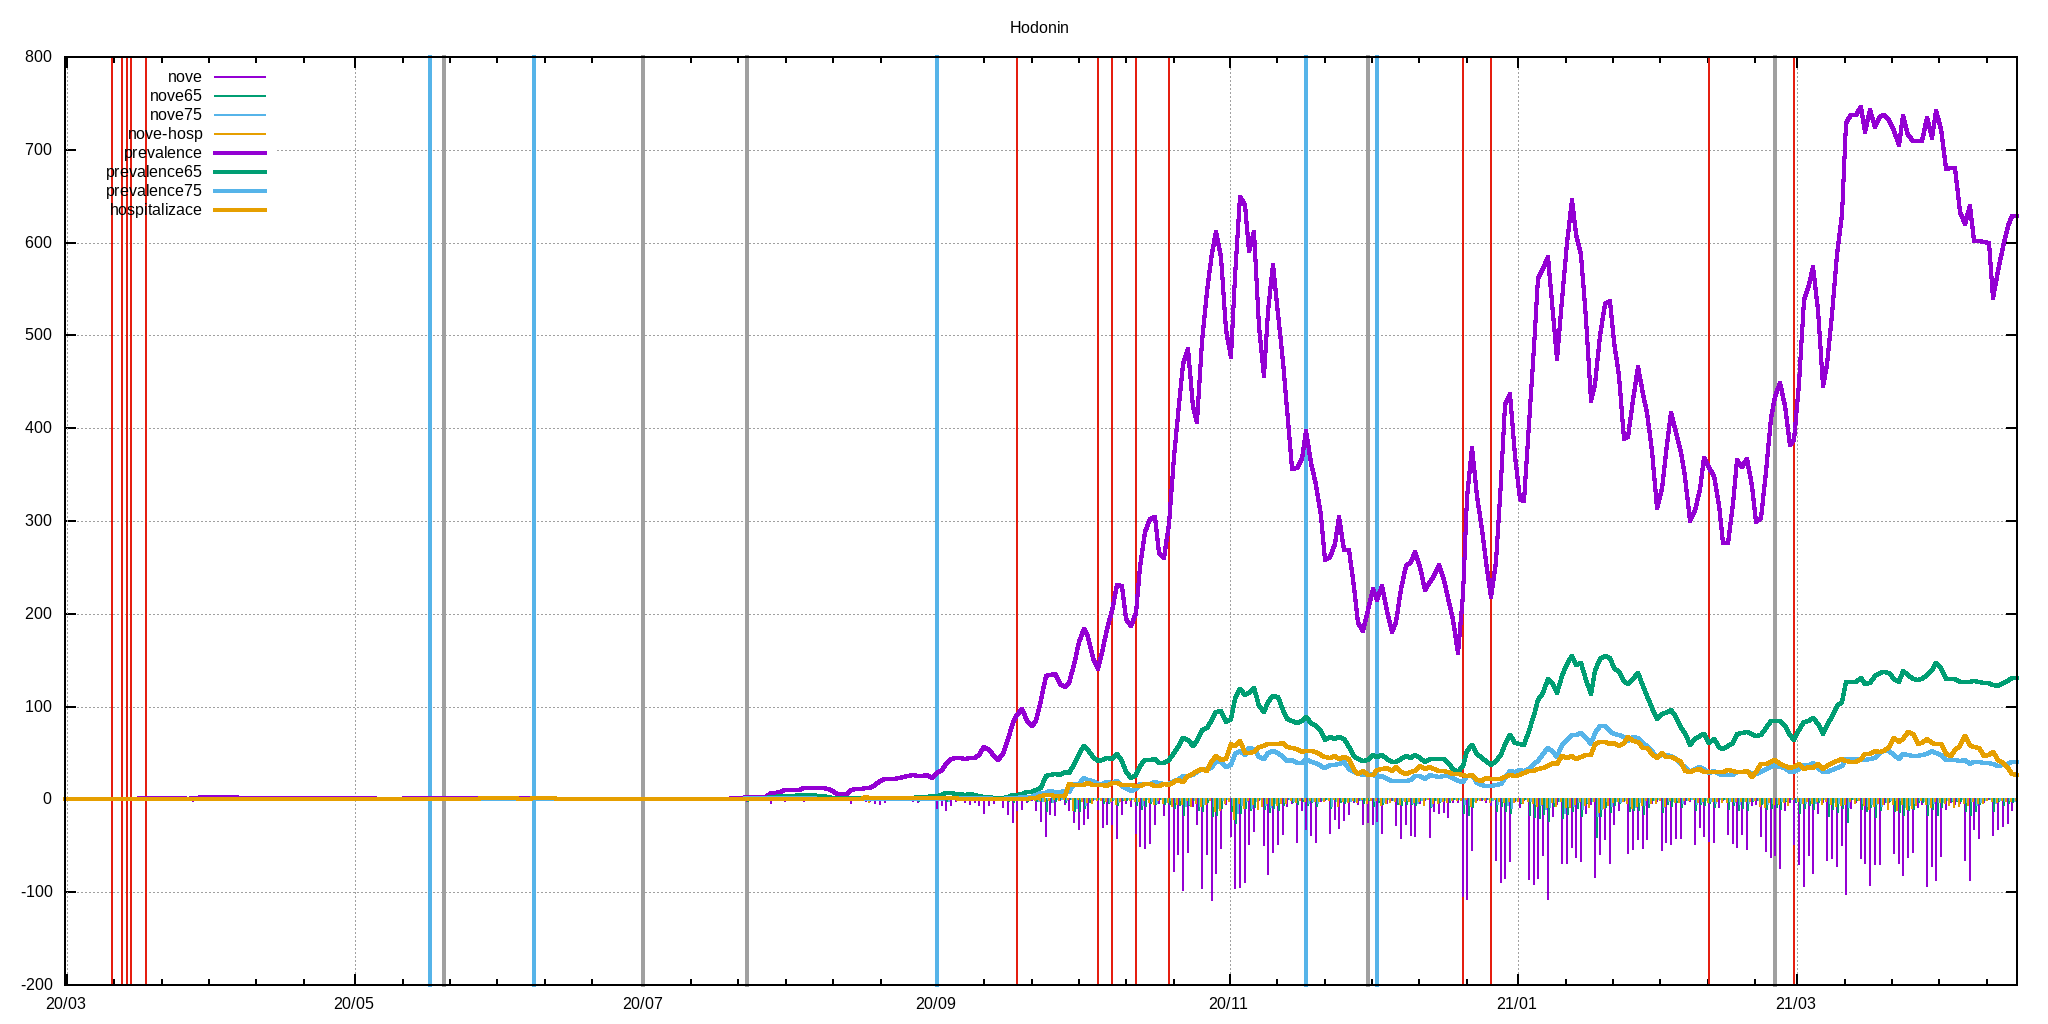 Hodonin
800
700
600
500
400
300
200
100
0
-100
-200
nove
nove65
nove75
nove-hosp
prevalence
prevalence65
prevalence75
hospitalizace
20/03 20/05 20/07 20/09 20/11 21/01 21/03